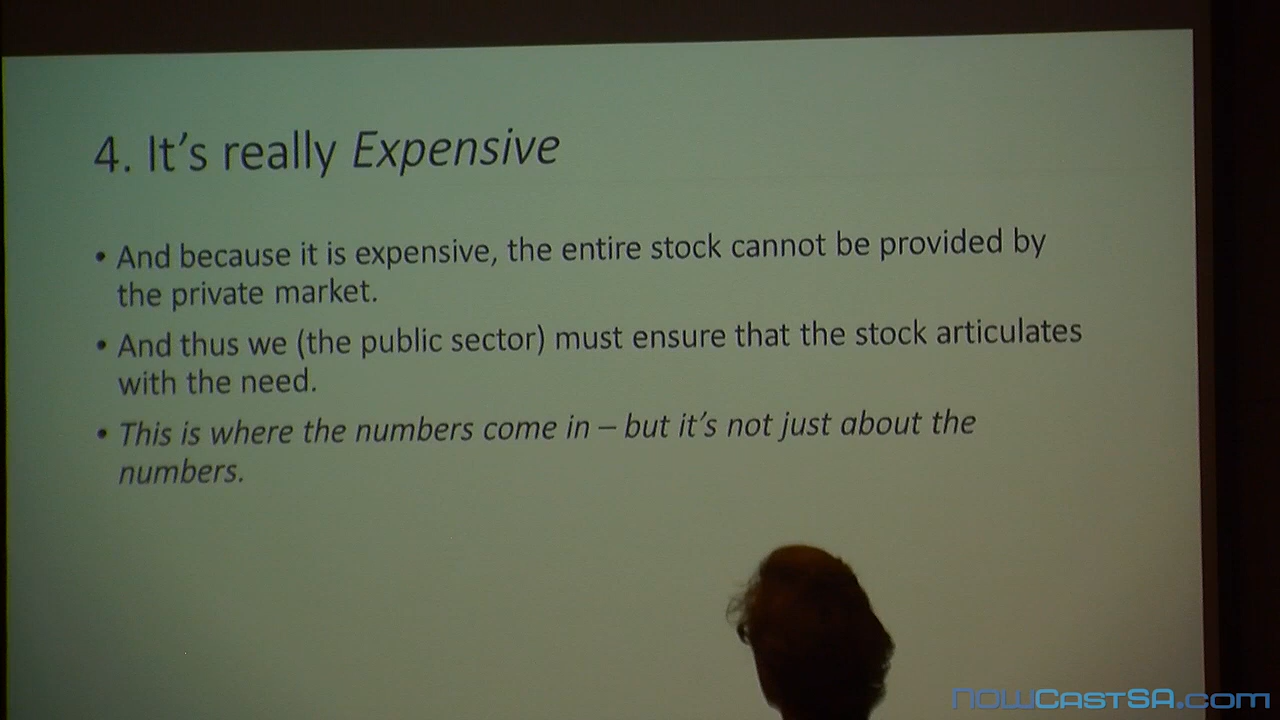 4. It's really Expensive
• And because it is expensive, the entire stock cannot be provided by
the private market.
• And thus we (the public sector) must ensure that the stock articulates
with the need.
• This is where the numbers come in – but it's not just about the
numbers.
NOWCASTSA.com